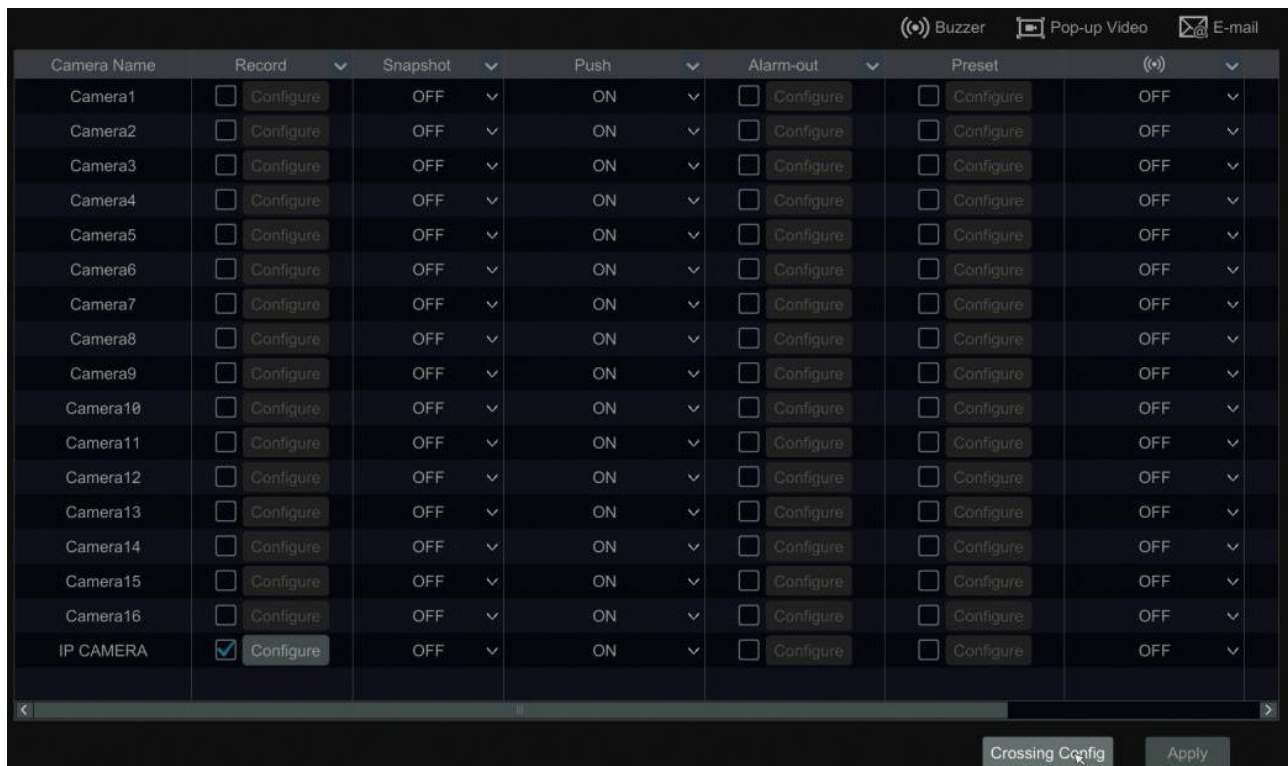 Buzzer Pop-up Video E-mail
Camera Name Record Snapshot Push Alarm-out Preset
Camera1 Configure OFF ON Configure Configure OFF
Camera2 Configure OFF ON Configure Configure OFF
Camera3 Configure OFF ON Configure Configure OFF
Camera4 Configure OFF ON Configure Configure OFF
Camera5 Configure OFF ON Configure Configure OFF
Camera6 Configure OFF ON Configure Configure OFF
Camera7 Configure OFF ON Configure Configure OFF
Camera8 Configure OFF ON Configure Configure OFF
Camera9 Configure OFF ON Configure Configure OFF
Camera10 Configure OFF ON Configure Configure OFF
Camera11 Configure OFF ON Configure Configure OFF
Camera12 Configure OFF ON Configure Configure OFF
Camera13 Configure OFF ON Configure Configure OFF
Camera14 Configure OFF ON Configure Configure OFF
Camera15 Configure OFF ON Configure Configure OFF
Camera16 Configure OFF ON Configure Configure OFF
IP CAMERA Configure OFF ON Configure Configure OFF
Crossing Config Apply